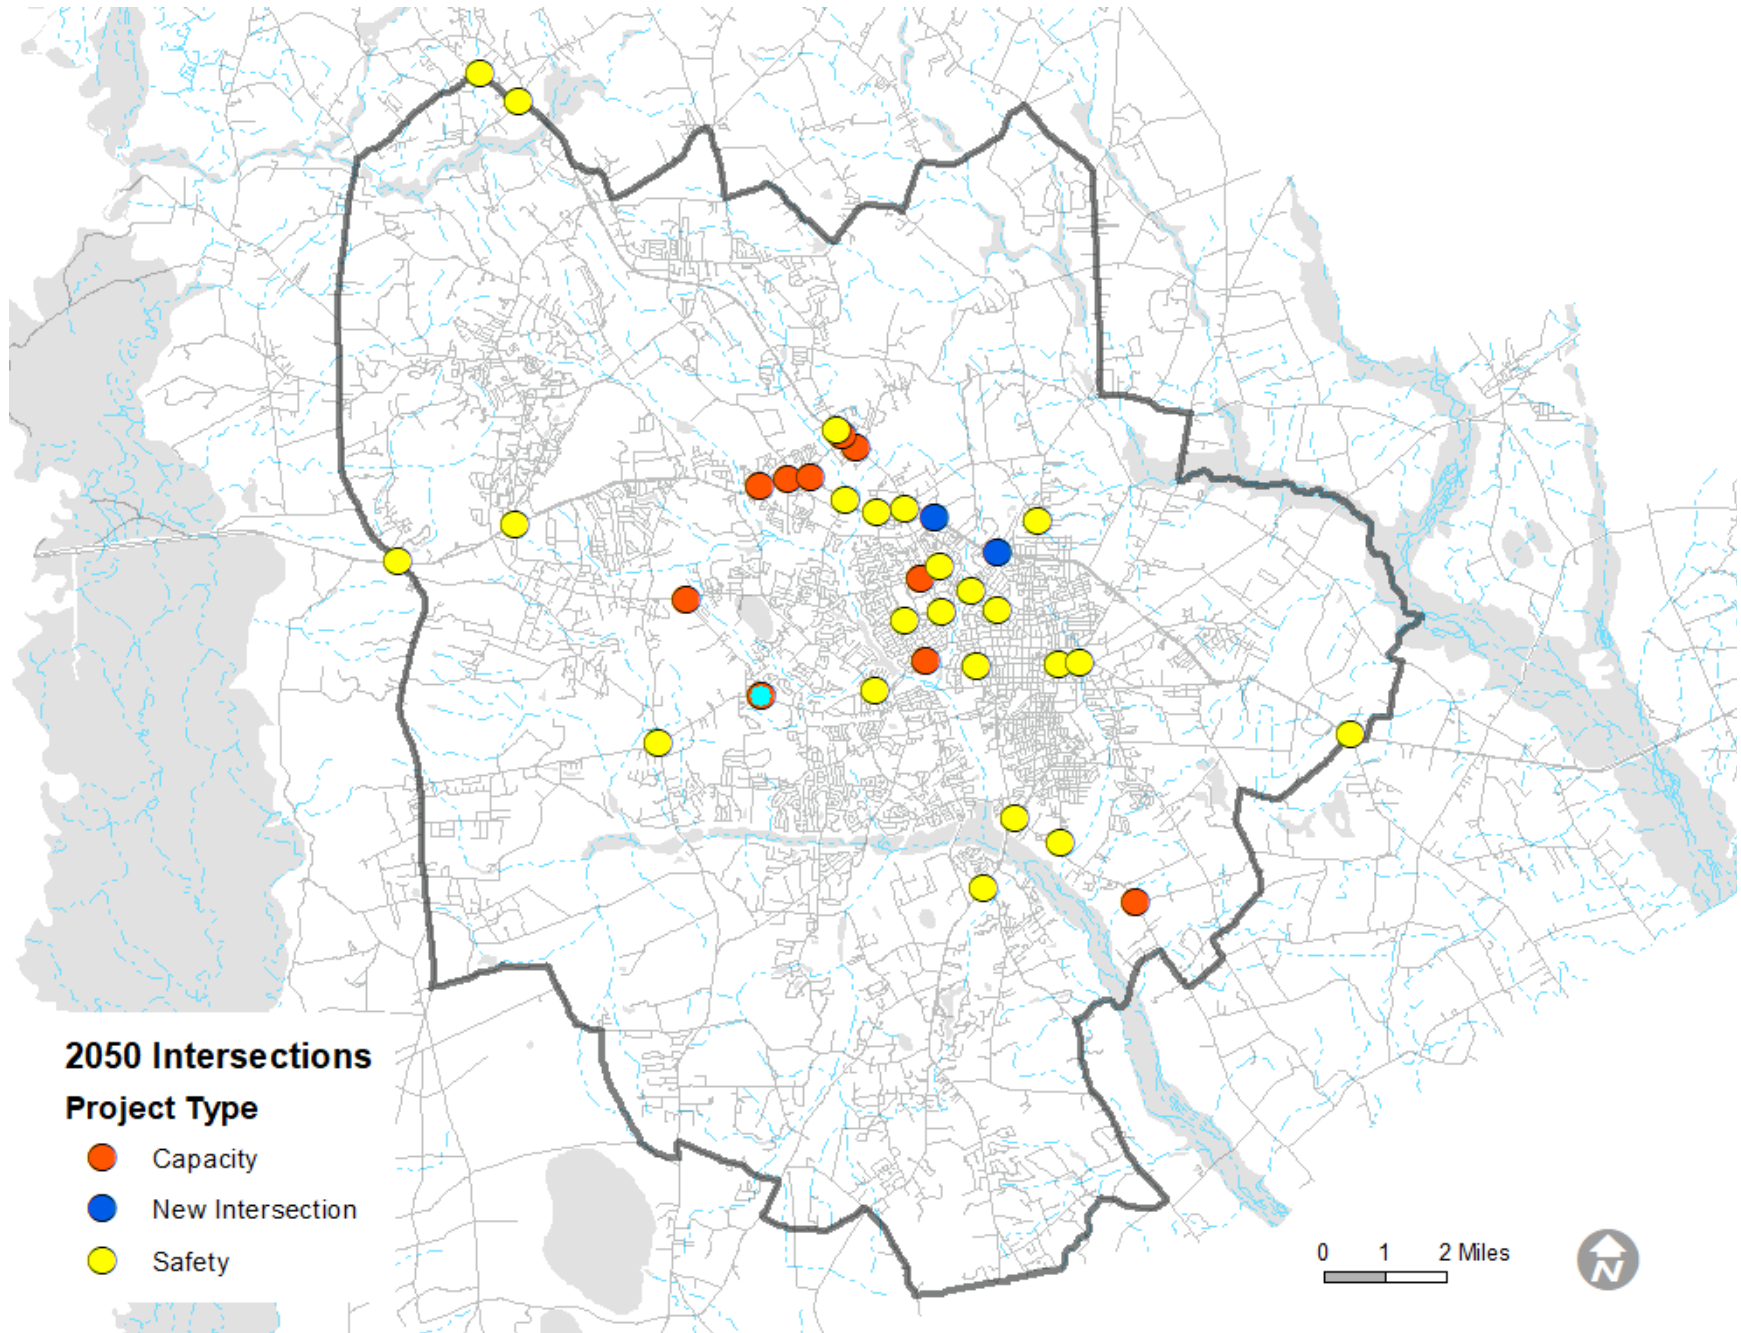 2050 Intersections
Project Type
Capacity
New Intersection
Safety
0 1 2 Miles
N